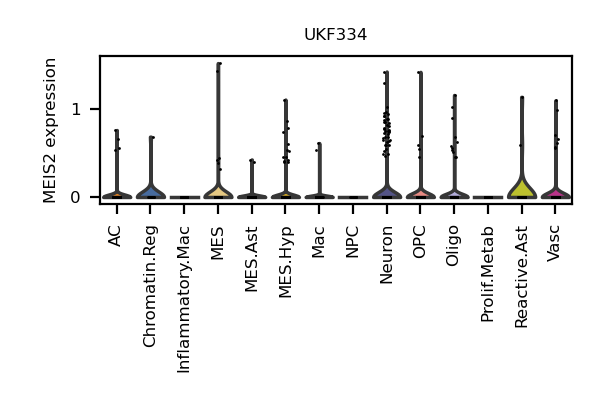 UKF334
MEIS2 expression
1
0
AC
Chromatin.Reg
Inflammatory.Mac
MES
MES.Ast
MES.Hyp
Mac
NPC
Neuron
OPC
Oligo
Prolif.Metab
Reactive.Ast
Vasc